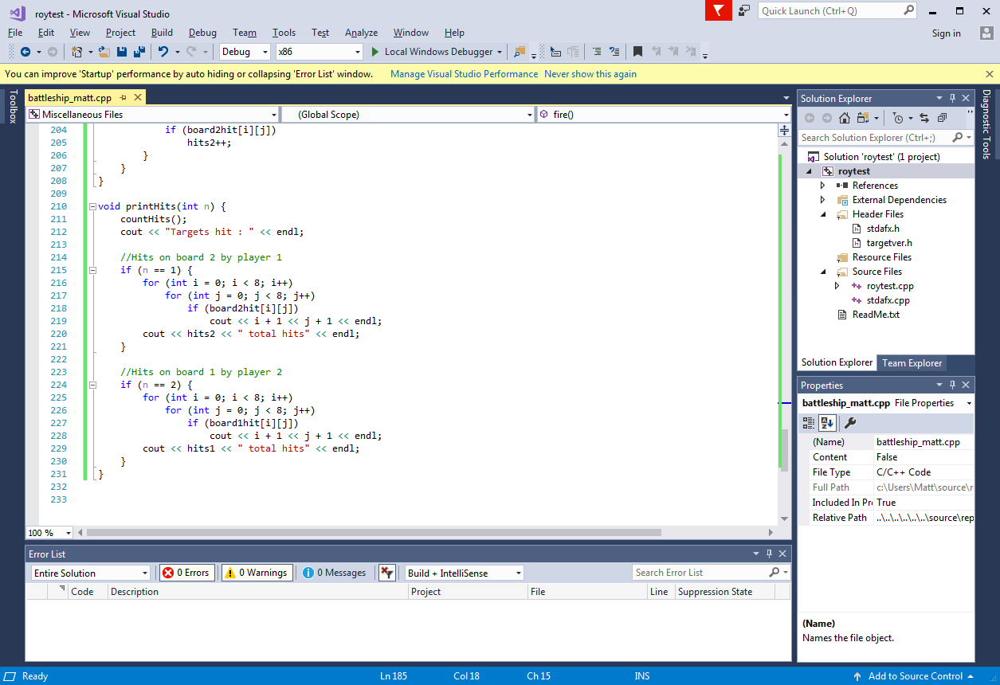 roytest - Microsoft Visual Studio
Quick Launch (Ctrl+Q)
File Edit View Project Build Debug Team Tools Test Analyze Window Help
Sign in
Debug x86 Local Windows Debugger
You can improve 'Startup' performance by auto hiding or collapsing 'Error List' window. Manage Visual Studio Performance Never show this again
Toolbox
battleship_matt.cpp
Miscellaneous Files (Global Scope) fire()
204 if (board2hit[i][j])
205 hits2++;
206 }
207 }
208 }
209
210 void printHits(int n) {
211 countHits();
212 cout << "Targets hit : " << endl;
213
214 //Hits on board 2 by player 1
215 if (n == 1) {
216 for (int i = 0; i < 8; i++)
217 for (int j = 0; j < 8; j++)
218 if (board2hit[i][j])
219 cout << i + 1 << j + 1 << endl;
220 cout << hits2 << " total hits" << endl;
221 }
222
223 //Hits on board 1 by player 2
224 if (n == 2) {
225 for (int i = 0; i < 8; i++)
226 for (int j = 0; j < 8; j++)
227 if (board1hit[i][j])
228 cout << i + 1 << j + 1 << endl;
229 cout << hits1 << " total hits" << endl;
230 }
231 }
232
233
100 %
Error List
Entire Solution 0 Errors 0 Warnings 0 Messages Build + IntelliSense Search Error List
Code Description Project File Line Suppression State
Solution Explorer
Search Solution Explorer (Ctrl+;)
Solution 'roytest' (1 project)
roytest
References
External Dependencies
Header Files
stdafx.h
targetver.h
Resource Files
Source Files
roytest.cpp
stdafx.cpp
ReadMe.txt
Solution Explorer Team Explorer
Properties
battleship_matt.cpp File Properties
(Name) battleship_matt.cpp
Content False
File Type C/C++ Code
Full Path c:\Users\Matt\source\r
Included In Pr True
Relative Path ..\..\..\..\..\source\rep
(Name)
Names the file object.
Diagnostic Tools
Ready Ln 185 Col 18 Ch 15 INS Add to Source Control